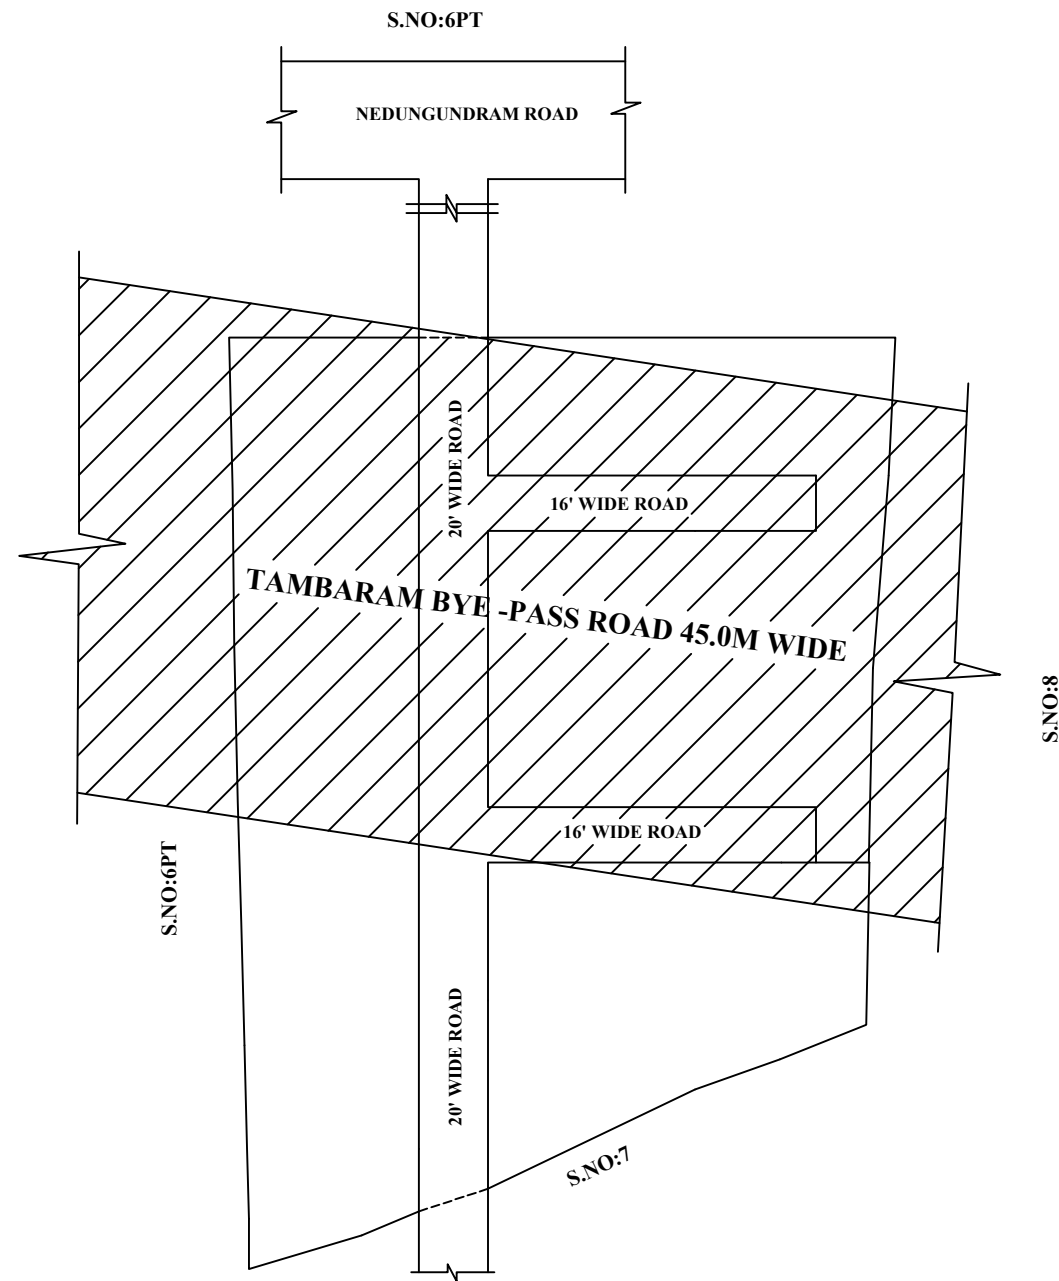 S.NO:6PT
NEDUNGUNDRAM ROAD
20' WIDE ROAD
16' WIDE ROAD
TAMBARAM BYE -PASS ROAD 45.0M WIDE
S.NO:8
16' WIDE ROAD
S.NO:6PT
20' WIDE ROAD
S.NO:7